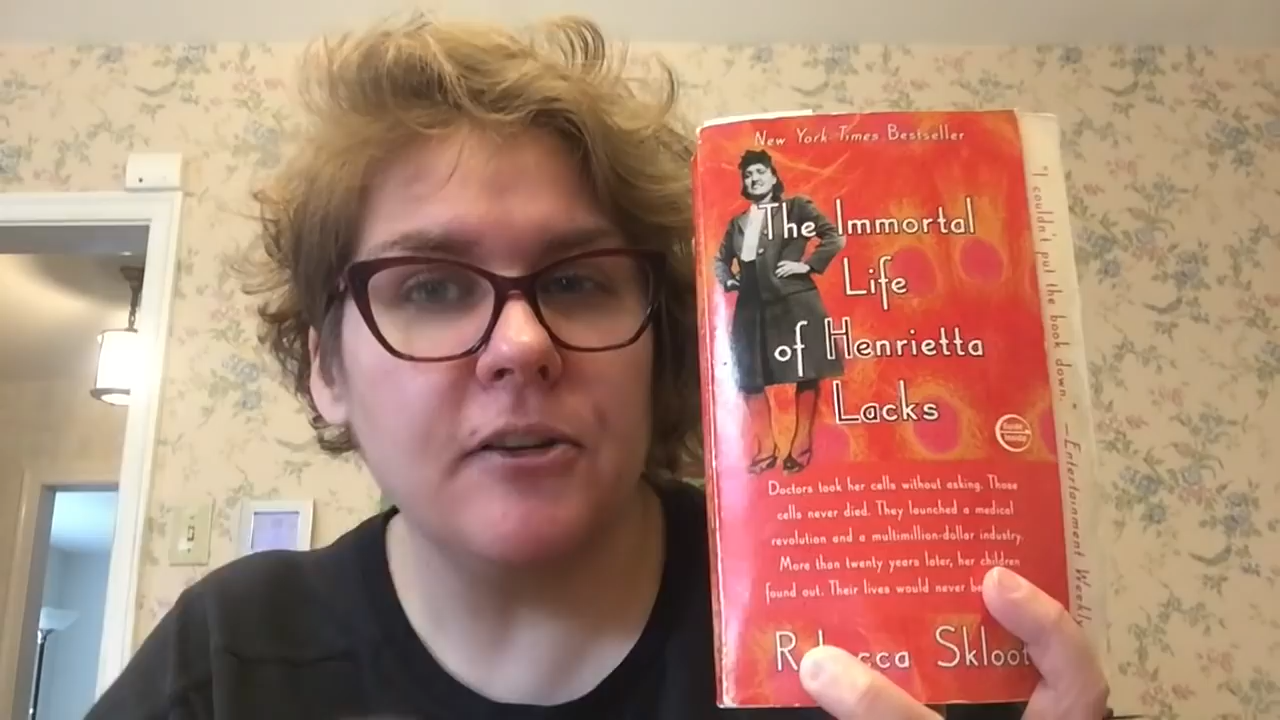 New York Times Bestseller
The Immortal
Life
of Henrietta
Lacks
Guide
Inside
Doctors took her cells without asking. Those
cells never died. They launched a medical
revolution and a multimillion-dollar industry.
More than twenty years later, her children
found out. Their lives would never
Skloot
"I couldn't put the book down." —Entertainment Weekly